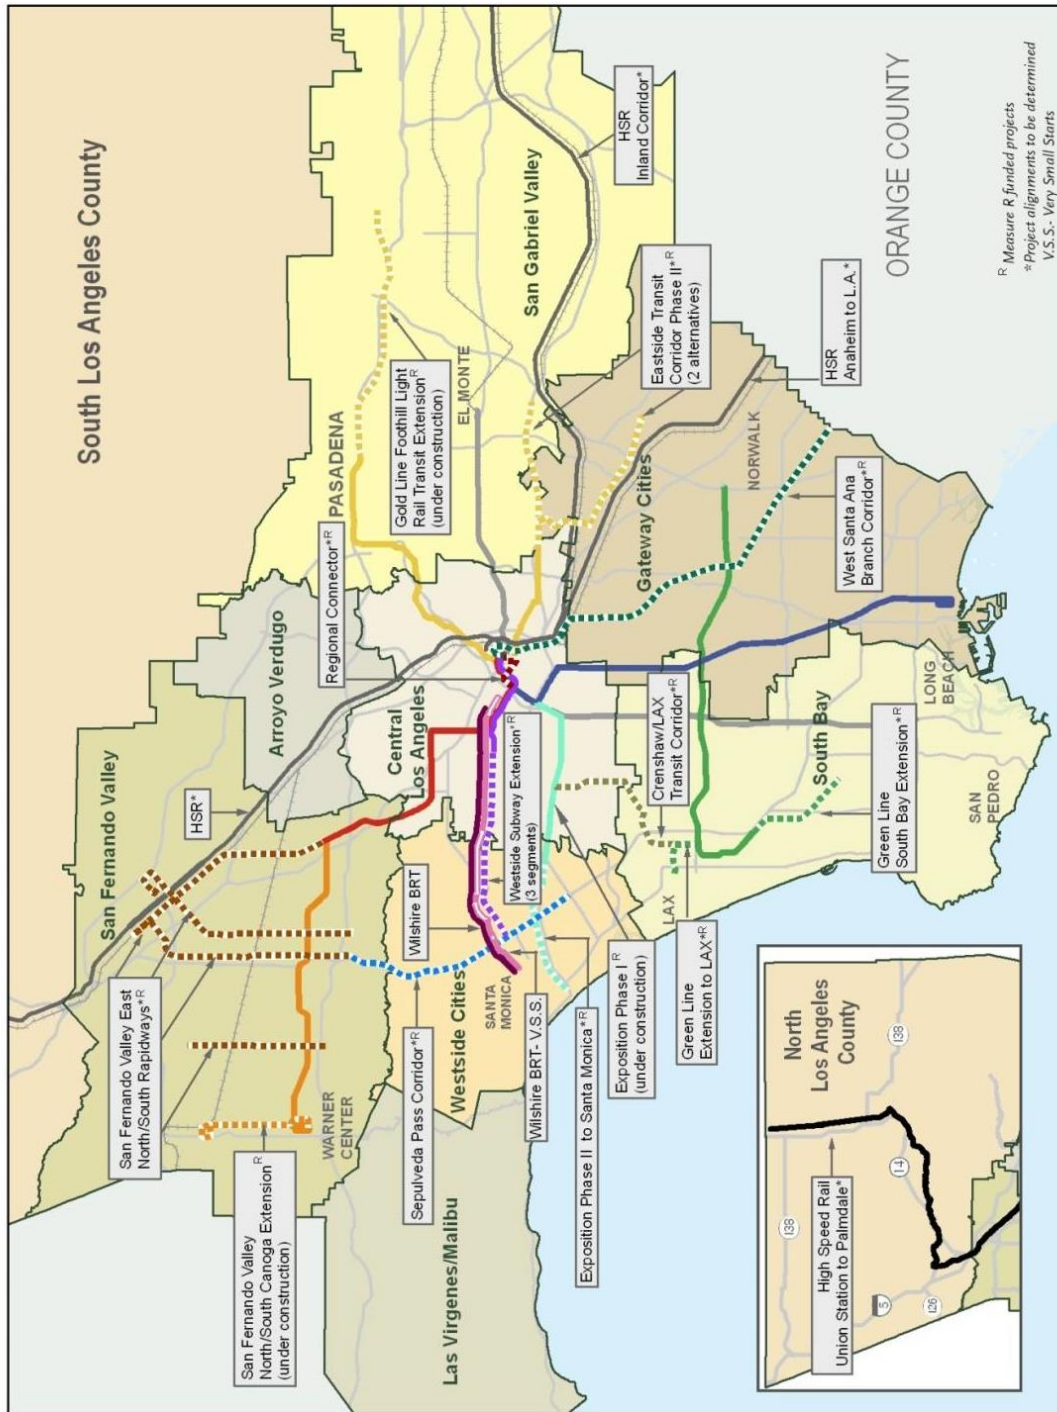 South Los Angeles County
San Fernando Valley
Arroyo Verdugo
HSR*
San Fernando Valley East
North/South Rapidways*ᴿ
San Fernando Valley
North/South Canoga Extensionᴿ
(under construction)
WARNER
CENTER
Las Virgenes/Malibu
Sepulveda Pass Corridor*ᴿ
Westside Cities
Wilshire BRT
SANTA
MONICA
Wilshire BRT- V.S.S.
Westside Subway Extension*ᴿ
(3 segments)
Central
Los Angeles
Regional Connector*ᴿ
PASADENA
Gold Line Foothill Light
Rail Transit Extensionᴿ
(under construction)
EL MONTE
San Gabriel Valley
HSR
Inland Corridor*
Eastside Transit
Corridor Phase II*ᴿ
(2 alternatives)
Gateway Cities
NORWALK
HSR
Anaheim to L.A.*
ORANGE COUNTY
West Santa Ana
Branch Corridor*ᴿ
Exposition Phase II to Santa Monica*ᴿ
Exposition Phase Iᴿ
(under construction)
LAX
Crenshaw/LAX
Transit Corridor*ᴿ
Green Line
Extension to LAX*ᴿ
South Bay
Green Line
South Bay Extension*ᴿ
LONG
BEACH
SAN
PEDRO
North
Los Angeles
County
138
138
14
5
126
High Speed Rail
Union Station to Palmdale*
ᴿ Measure R funded projects
*Project alignments to be determined
V.S.S.- Very Small Starts